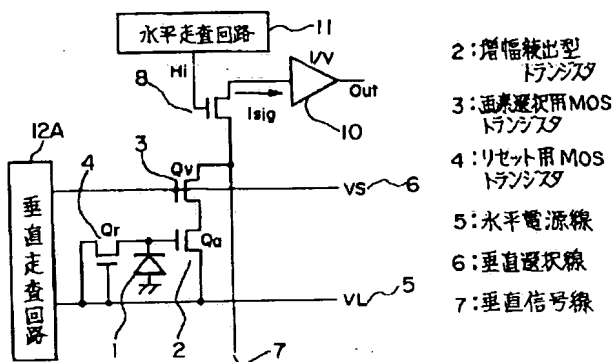 水平走査回路
11
Hi
8
I/V
Out
Isig
10
12A
垂直走査回路
3
Qv
VS
6
4
Qr
Qa
VL
5
1
2
7
2:増幅検出型
トランジスタ
3:画素選択用MOS
トランジスタ
4:リセット用MOS
トランジスタ
5:水平電源線
6:垂直選択線
7:垂直信号線